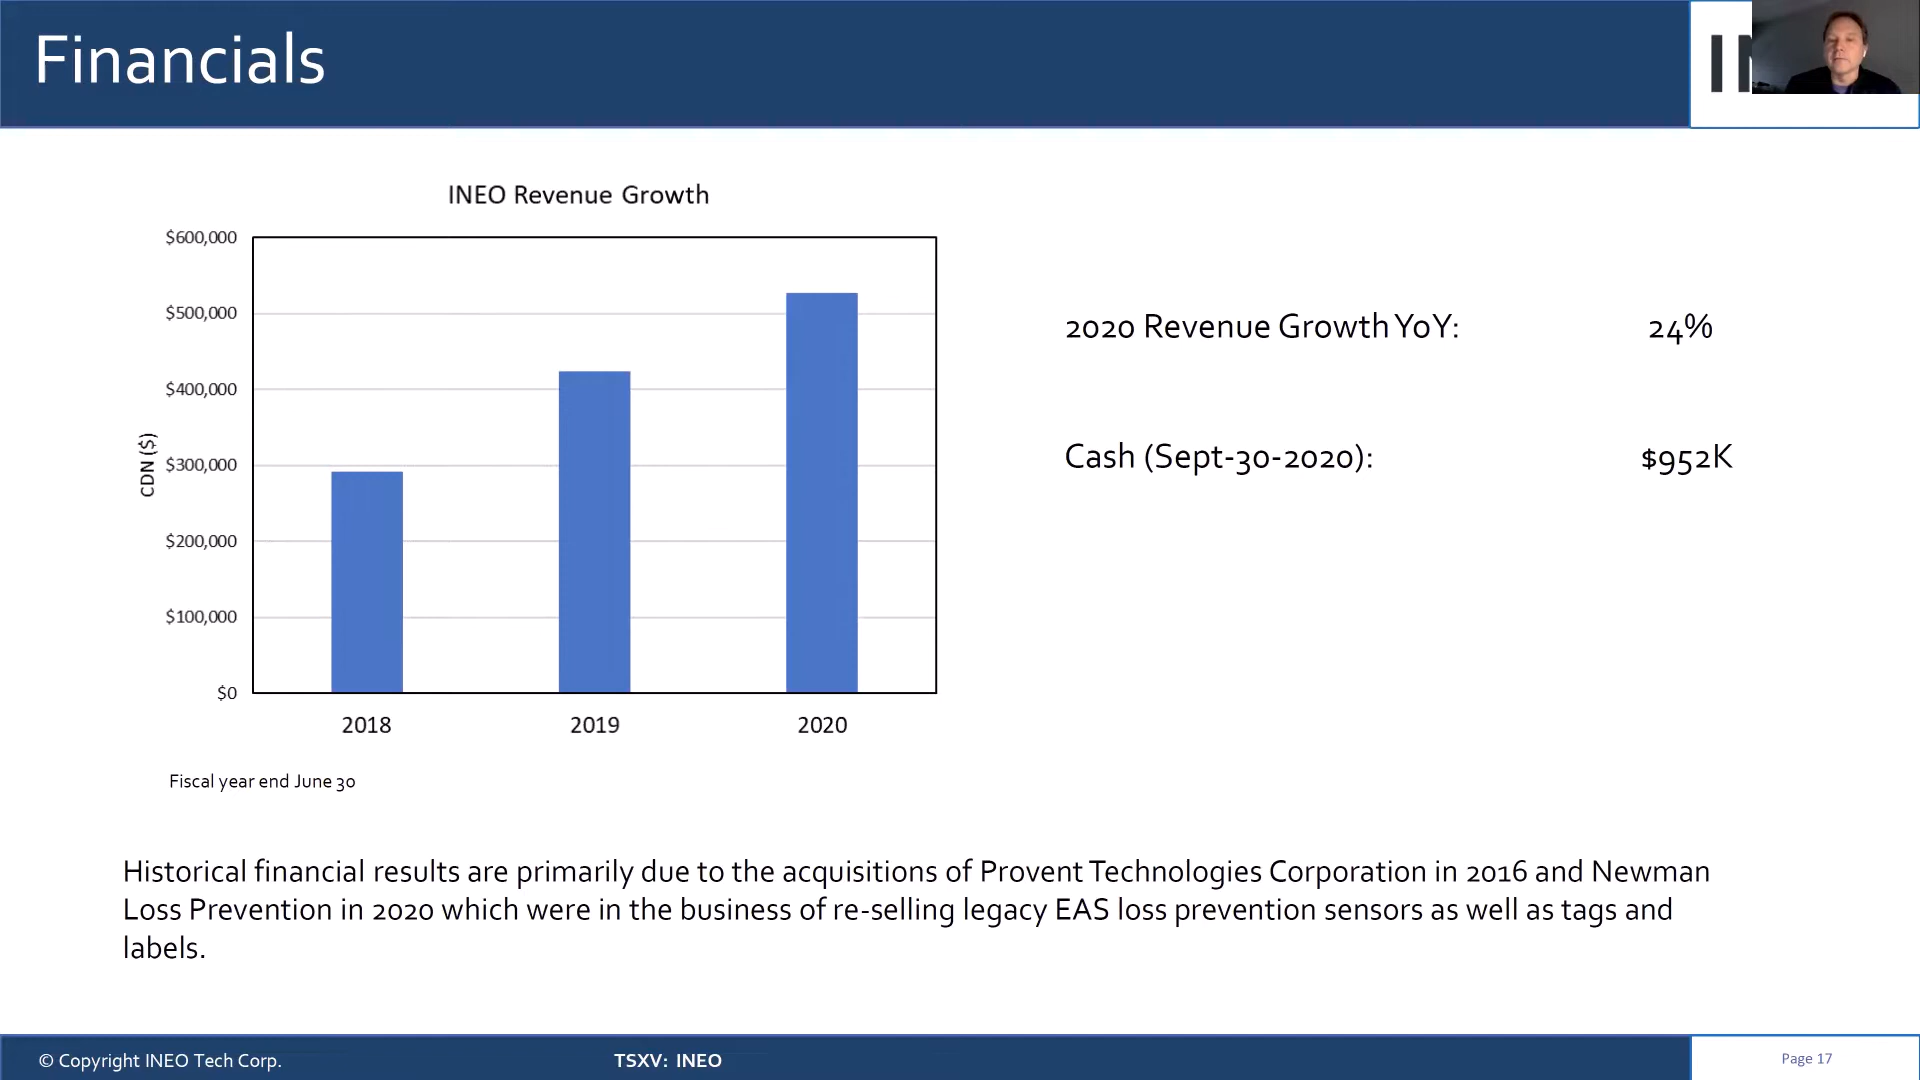 Financials
INEO Revenue Growth
$600,000
$500,000
$400,000
$300,000
$200,000
$100,000
$0
CDN ($)
2018 2019 2020
Fiscal year end June 30
2020 Revenue Growth YoY: 24%
Cash (Sept-30-2020): $952K
Historical financial results are primarily due to the acquisitions of Provent Technologies Corporation in 2016 and Newman
Loss Prevention in 2020 which were in the business of re-selling legacy EAS loss prevention sensors as well as tags and
labels.
© Copyright INEO Tech Corp. TSXV: INEO Page 17